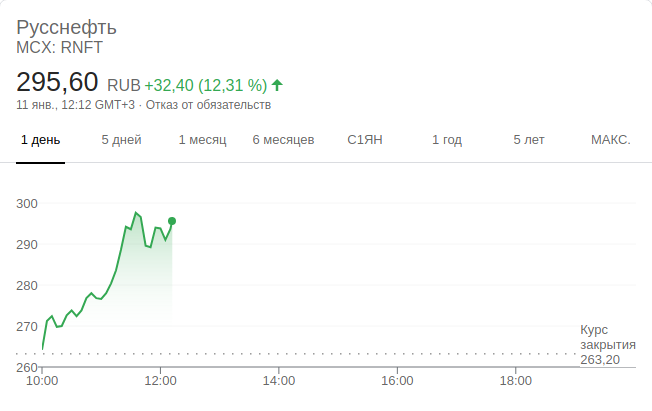 Русснефть
MCX: RNFT
295,60 RUB +32,40 (12,31 %)
11 янв., 12:12 GMT+3 · Отказ от обязательств
1 день 5 дней 1 месяц 6 месяцев С1ЯН 1 год 5 лет МАКС.
300
290
280
270
260
Курс
закрытия
263,20
10:00 12:00 14:00 16:00 18:00